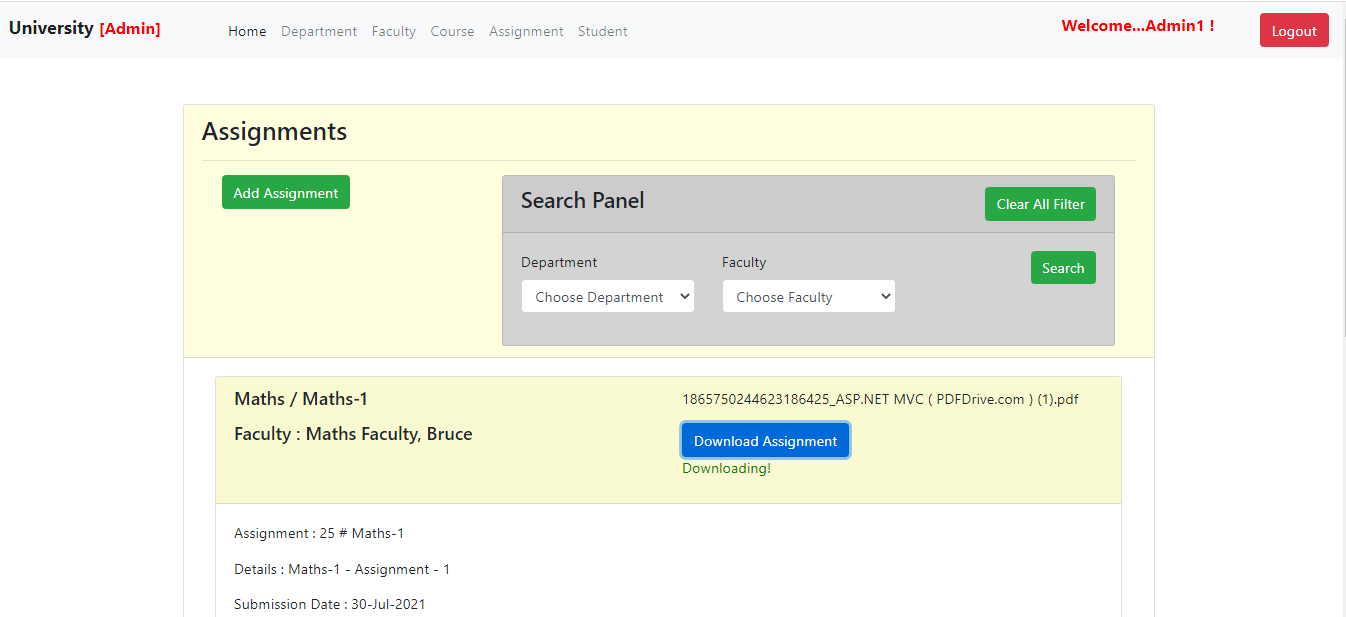 University [Admin] Home Department Faculty Course Assignment Student Welcome...Admin1 ! Logout
Assignments
Add Assignment
Search Panel Clear All Filter
Department Faculty Search
Choose Department Choose Faculty
Maths / Maths-1 1865750244623186425_ASP.NET MVC ( PDFDrive.com ) (1).pdf
Faculty : Maths Faculty, Bruce
Download Assignment
Downloading!
Assignment : 25 # Maths-1
Details : Maths-1 - Assignment - 1
Submission Date : 30-Jul-2021